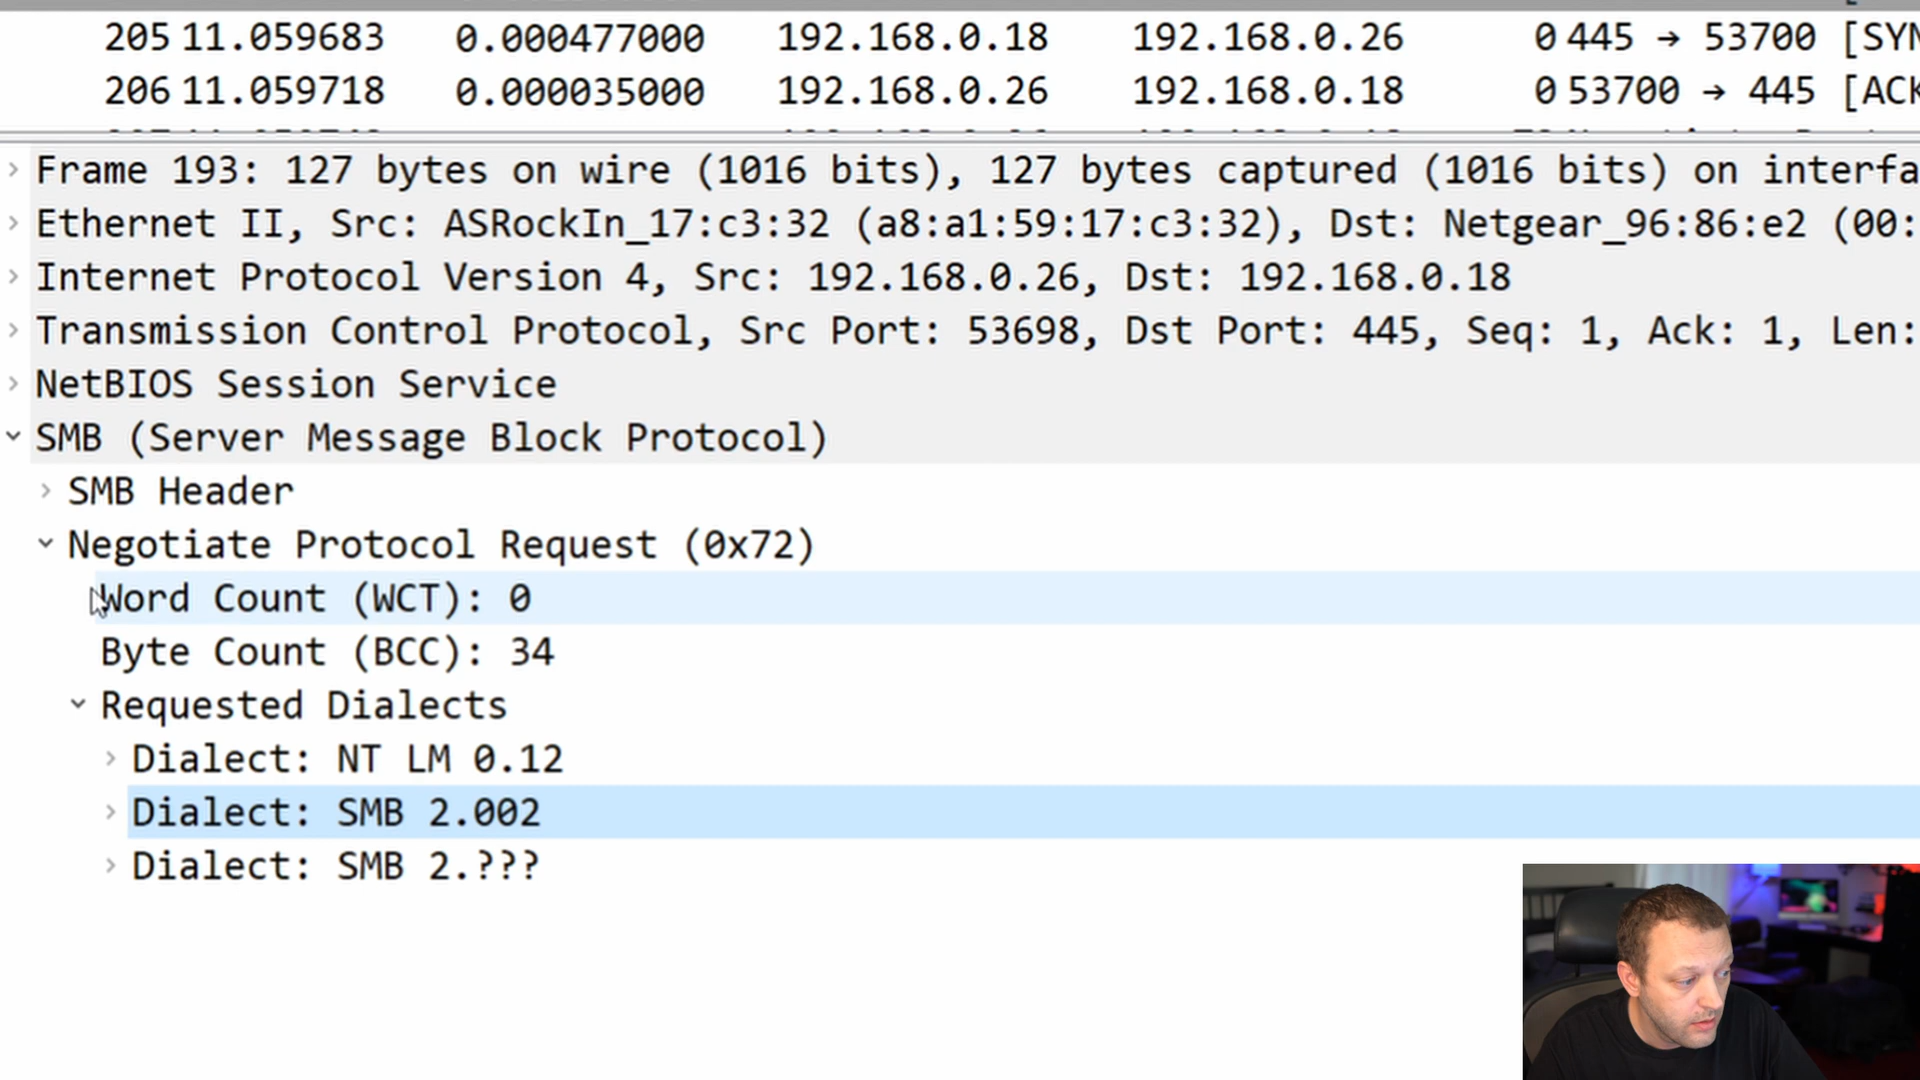 205 11.059683 0.000477000 192.168.0.18 192.168.0.26 0 445 → 53700 [SYN
206 11.059718 0.000035000 192.168.0.26 192.168.0.18 0 53700 → 445 [ACK
Frame 193: 127 bytes on wire (1016 bits), 127 bytes captured (1016 bits) on interfa
Ethernet II, Src: ASRockIn_17:c3:32 (a8:a1:59:17:c3:32), Dst: Netgear_96:86:e2 (00:
Internet Protocol Version 4, Src: 192.168.0.26, Dst: 192.168.0.18
Transmission Control Protocol, Src Port: 53698, Dst Port: 445, Seq: 1, Ack: 1, Len:
NetBIOS Session Service
SMB (Server Message Block Protocol)
SMB Header
Negotiate Protocol Request (0x72)
Word Count (WCT): 0
Byte Count (BCC): 34
Requested Dialects
Dialect: NT LM 0.12
Dialect: SMB 2.002
Dialect: SMB 2.???